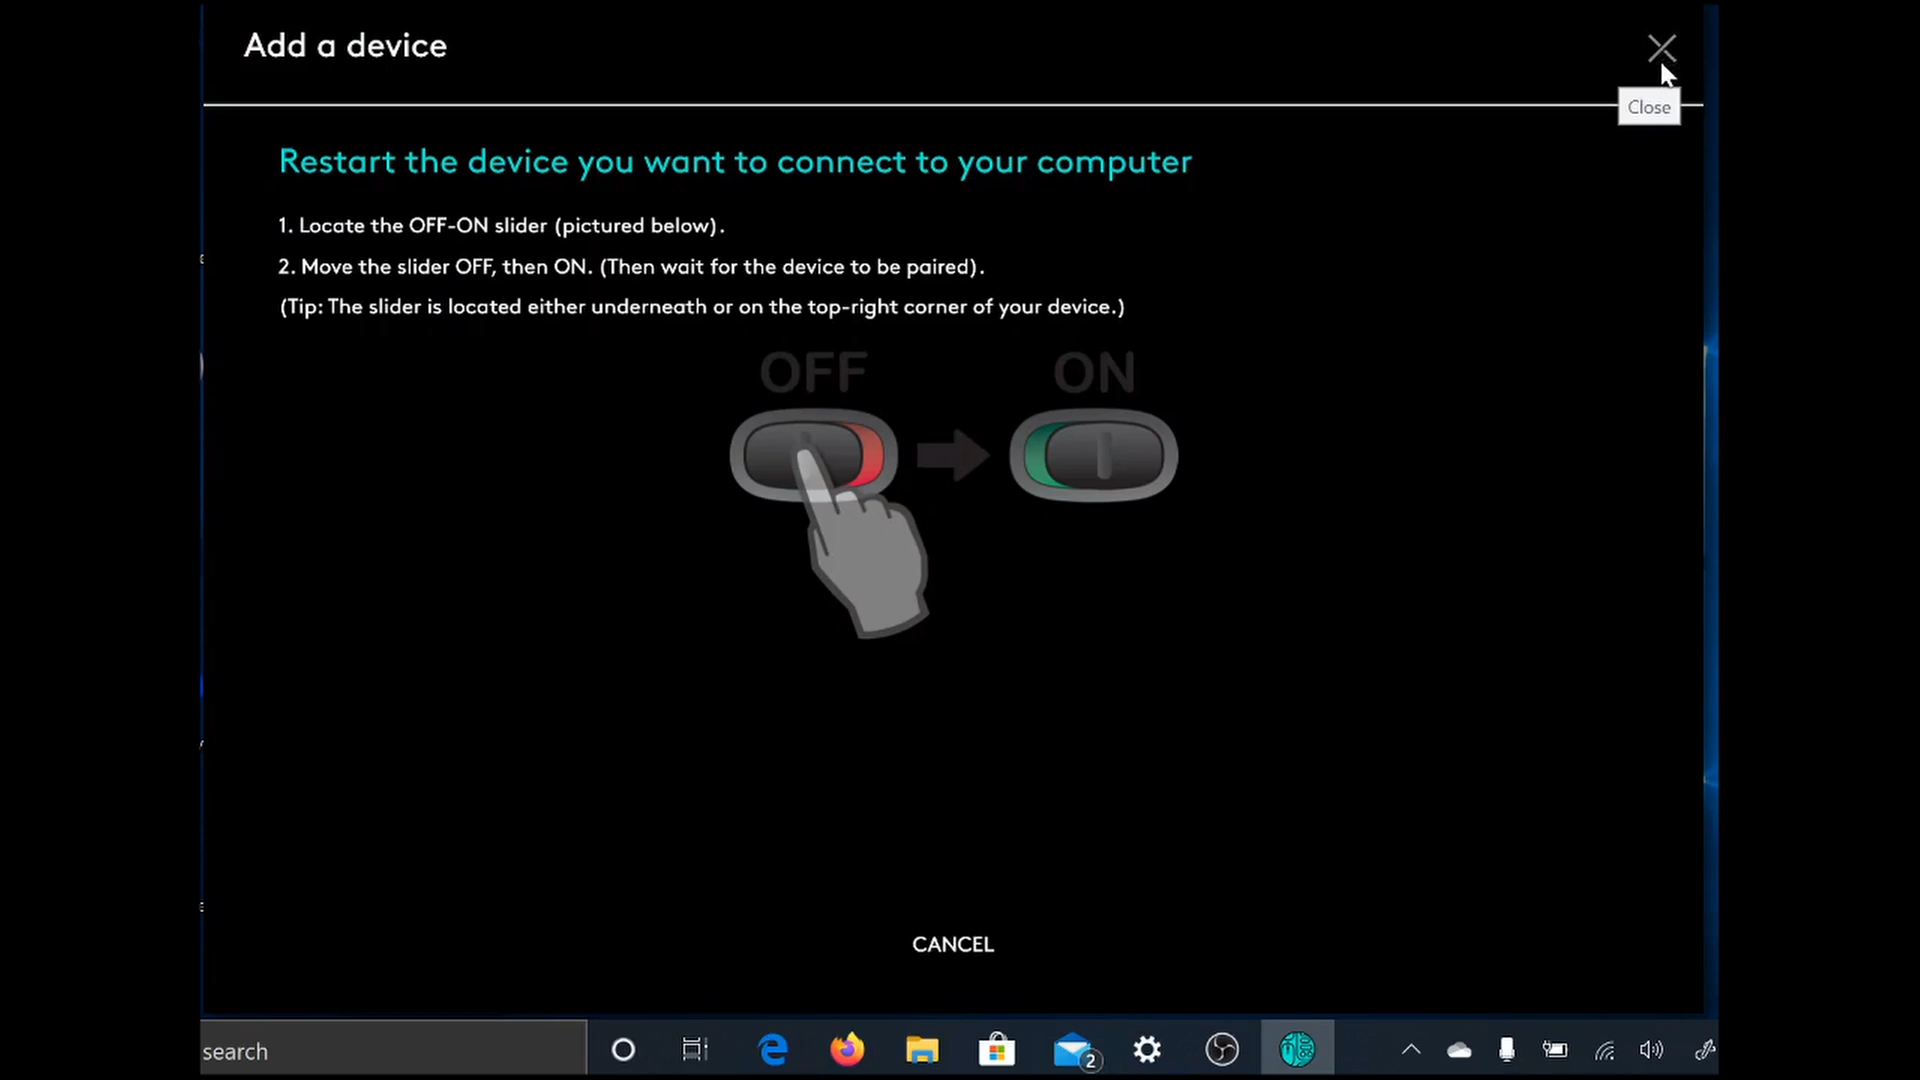 Add a device
Close
Restart the device you want to connect to your computer
1. Locate the OFF-ON slider (pictured below).
2. Move the slider OFF, then ON. (Then wait for the device to be paired).
(Tip: The slider is located either underneath or on the top-right corner of your device.)
OFF ON
CANCEL
search
2